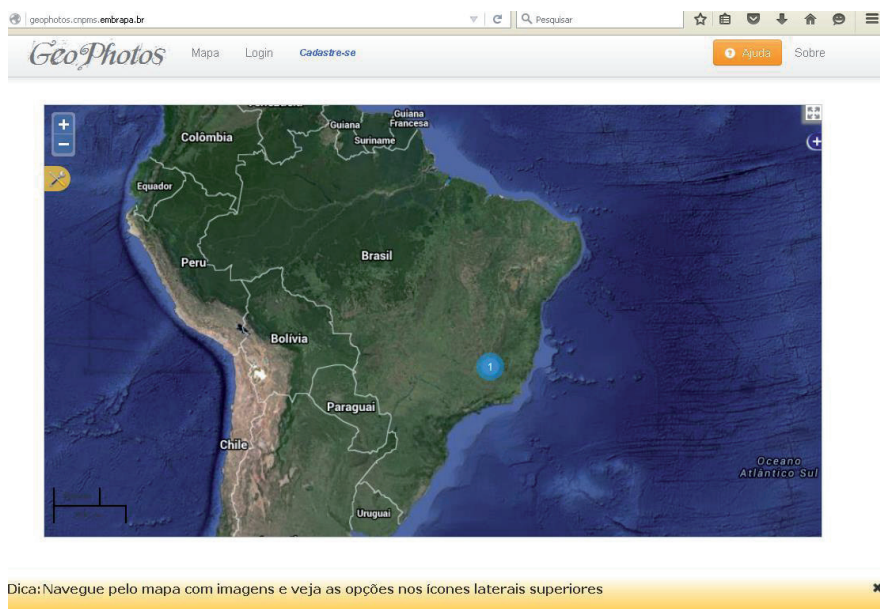 geophotos.cnpms.embrapa.br
Pesquisar
GeoPhotos
Mapa
Login
Cadastre-se
Ajuda
Sobre
Guiana
Guiana
Francesa
Suriname
Colômbia
Equador
Brasil
Peru
Bolívia
1
Paraguai
Chile
Oceano
Atlântico Sul
Uruguai
Dica: Navegue pelo mapa com imagens e veja as opções nos ícones laterais superiores